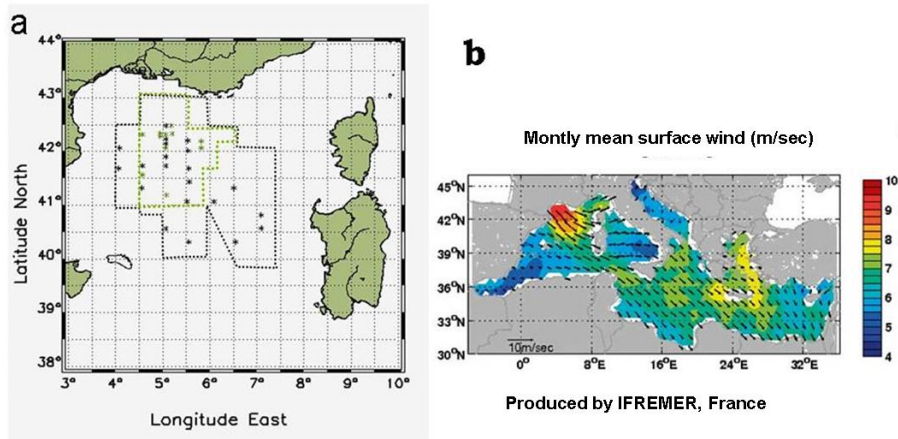 a
44°
43°
42°
41°
40°
39°
38°
3° 4° 5° 6° 7° 8° 9° 10°
Latitude North
Longitude East
b
Montly mean surface wind (m/sec)
45°N
42°N
39°N
36°N
33°N
30°N
0° 8°E 16°E 24°E 32°E
10m/sec
10
9
8
7
6
5
4
Produced by IFREMER, France